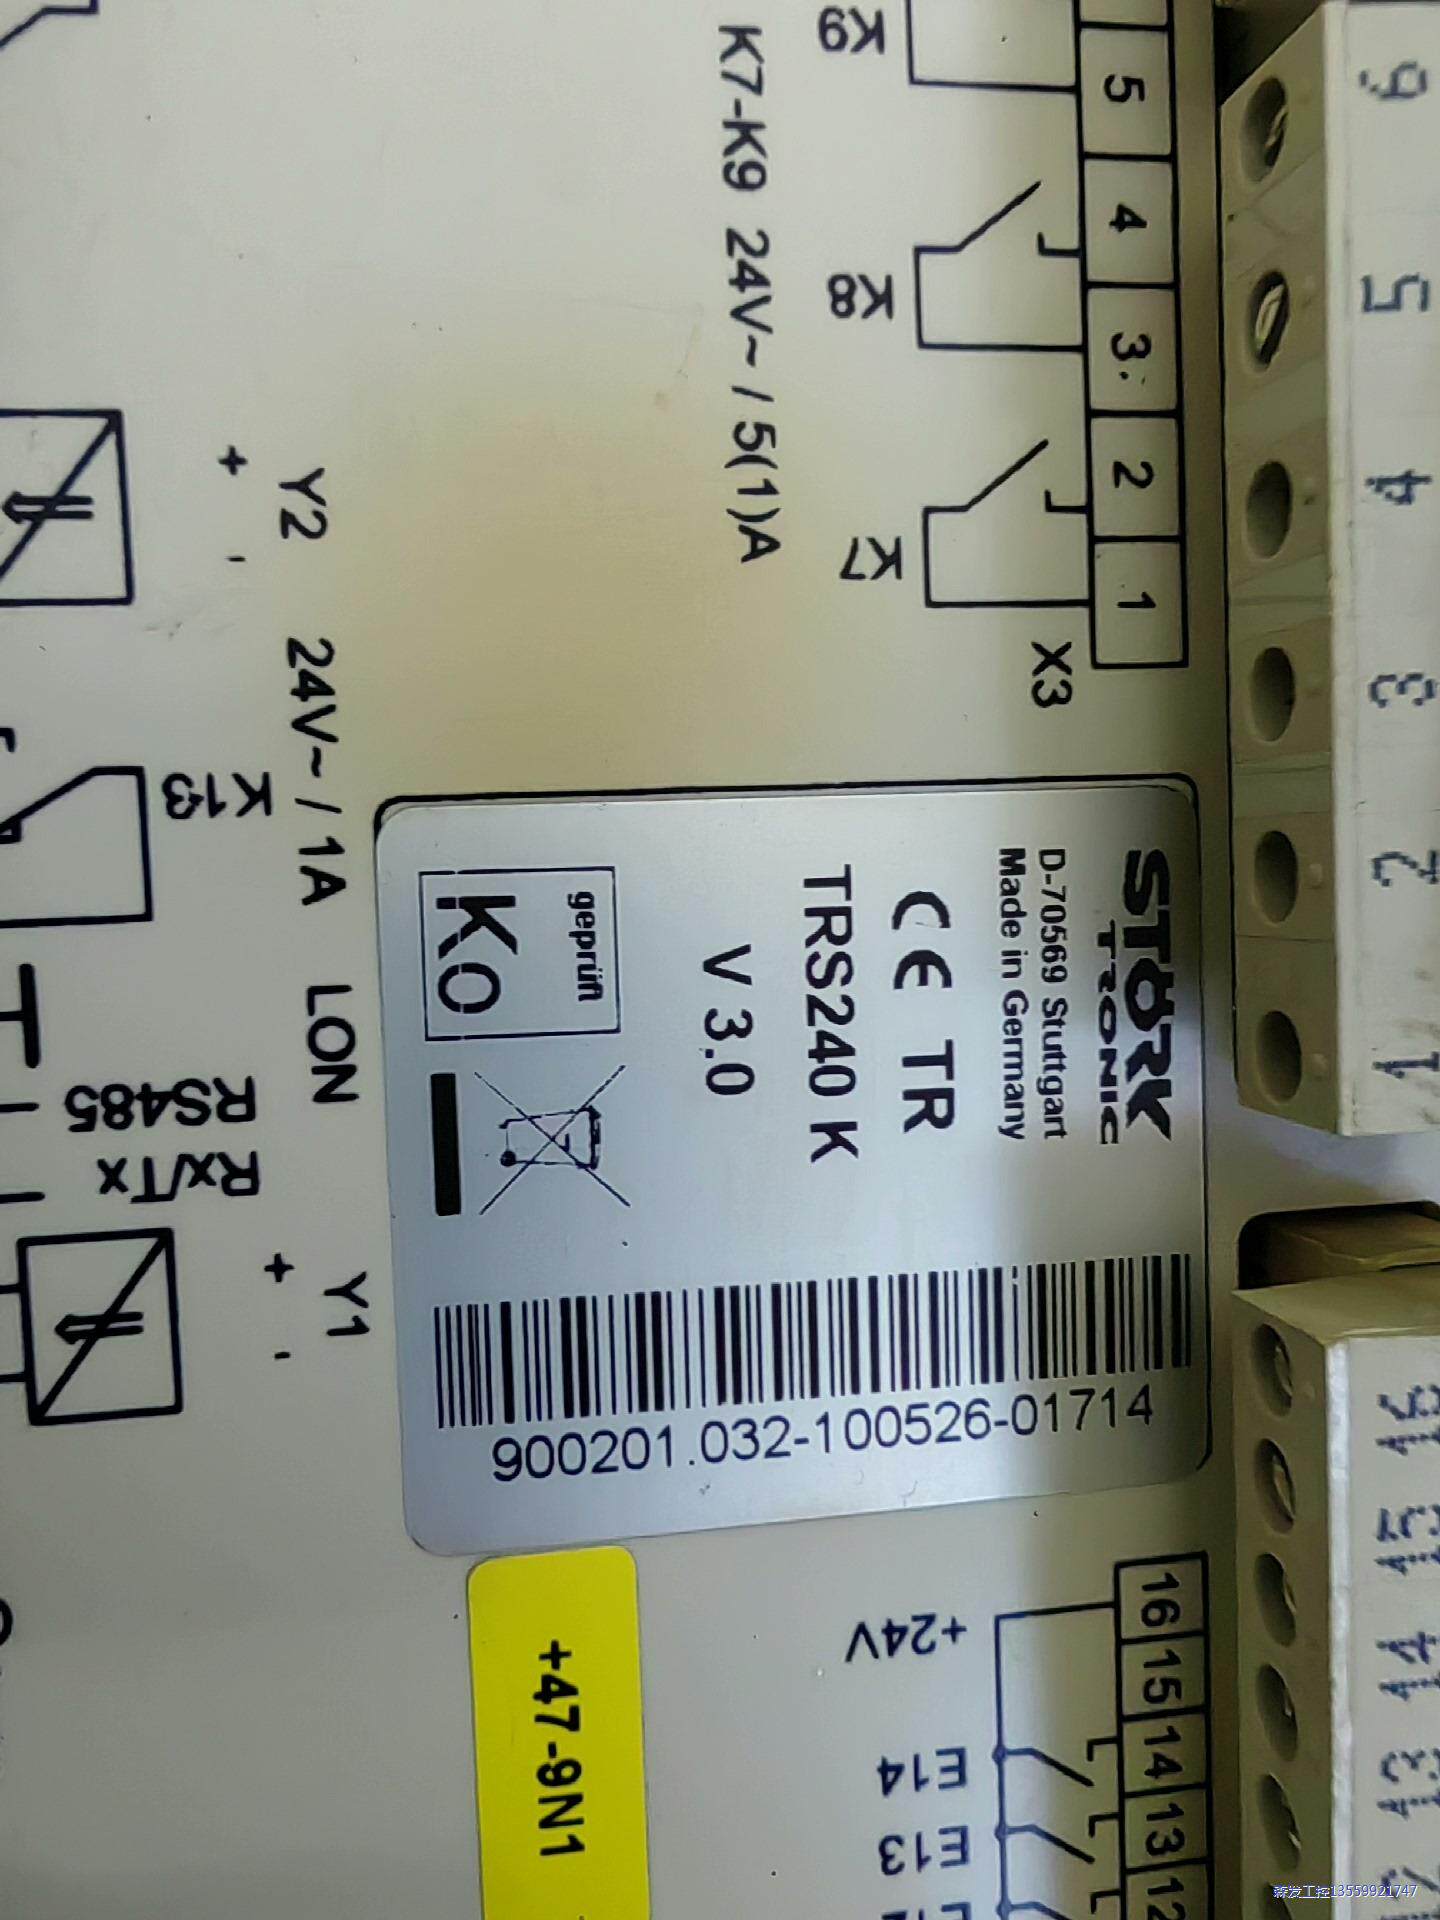 K9
K7-K9 24V~ / 5(1)A
K8
K7
5
4
3
2
1
X3
6
5
4
3
2
1
Y2 24V~ / 1A LON
+
-
K13
RS485
Rx/Tx
Y1
+
-
STÖRK
TRONIC
D-70569 Stuttgart
Made in Germany
CE TR
TRS240 K
V 3.0
geprüft
Ko
900201.032-100526-01714
+47-9N1
16
15
14
13
12
+24V
E14
E13
15
14
13
森发工控13559921747